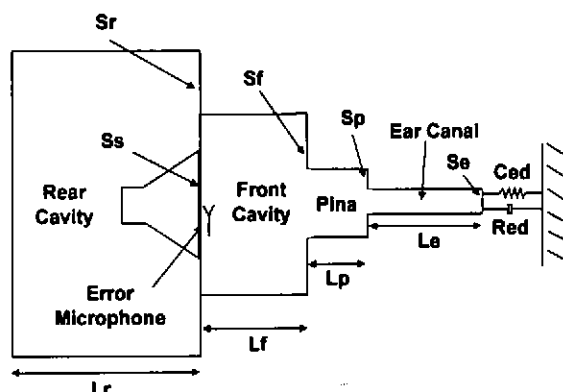 Sr
Sf
Sp
Ear Canal
Ss
Se
Ced
Rear
Cavity
Front
Cavity
Pina
Red
Le
Error
Microphone
Lp
Lf
Lr